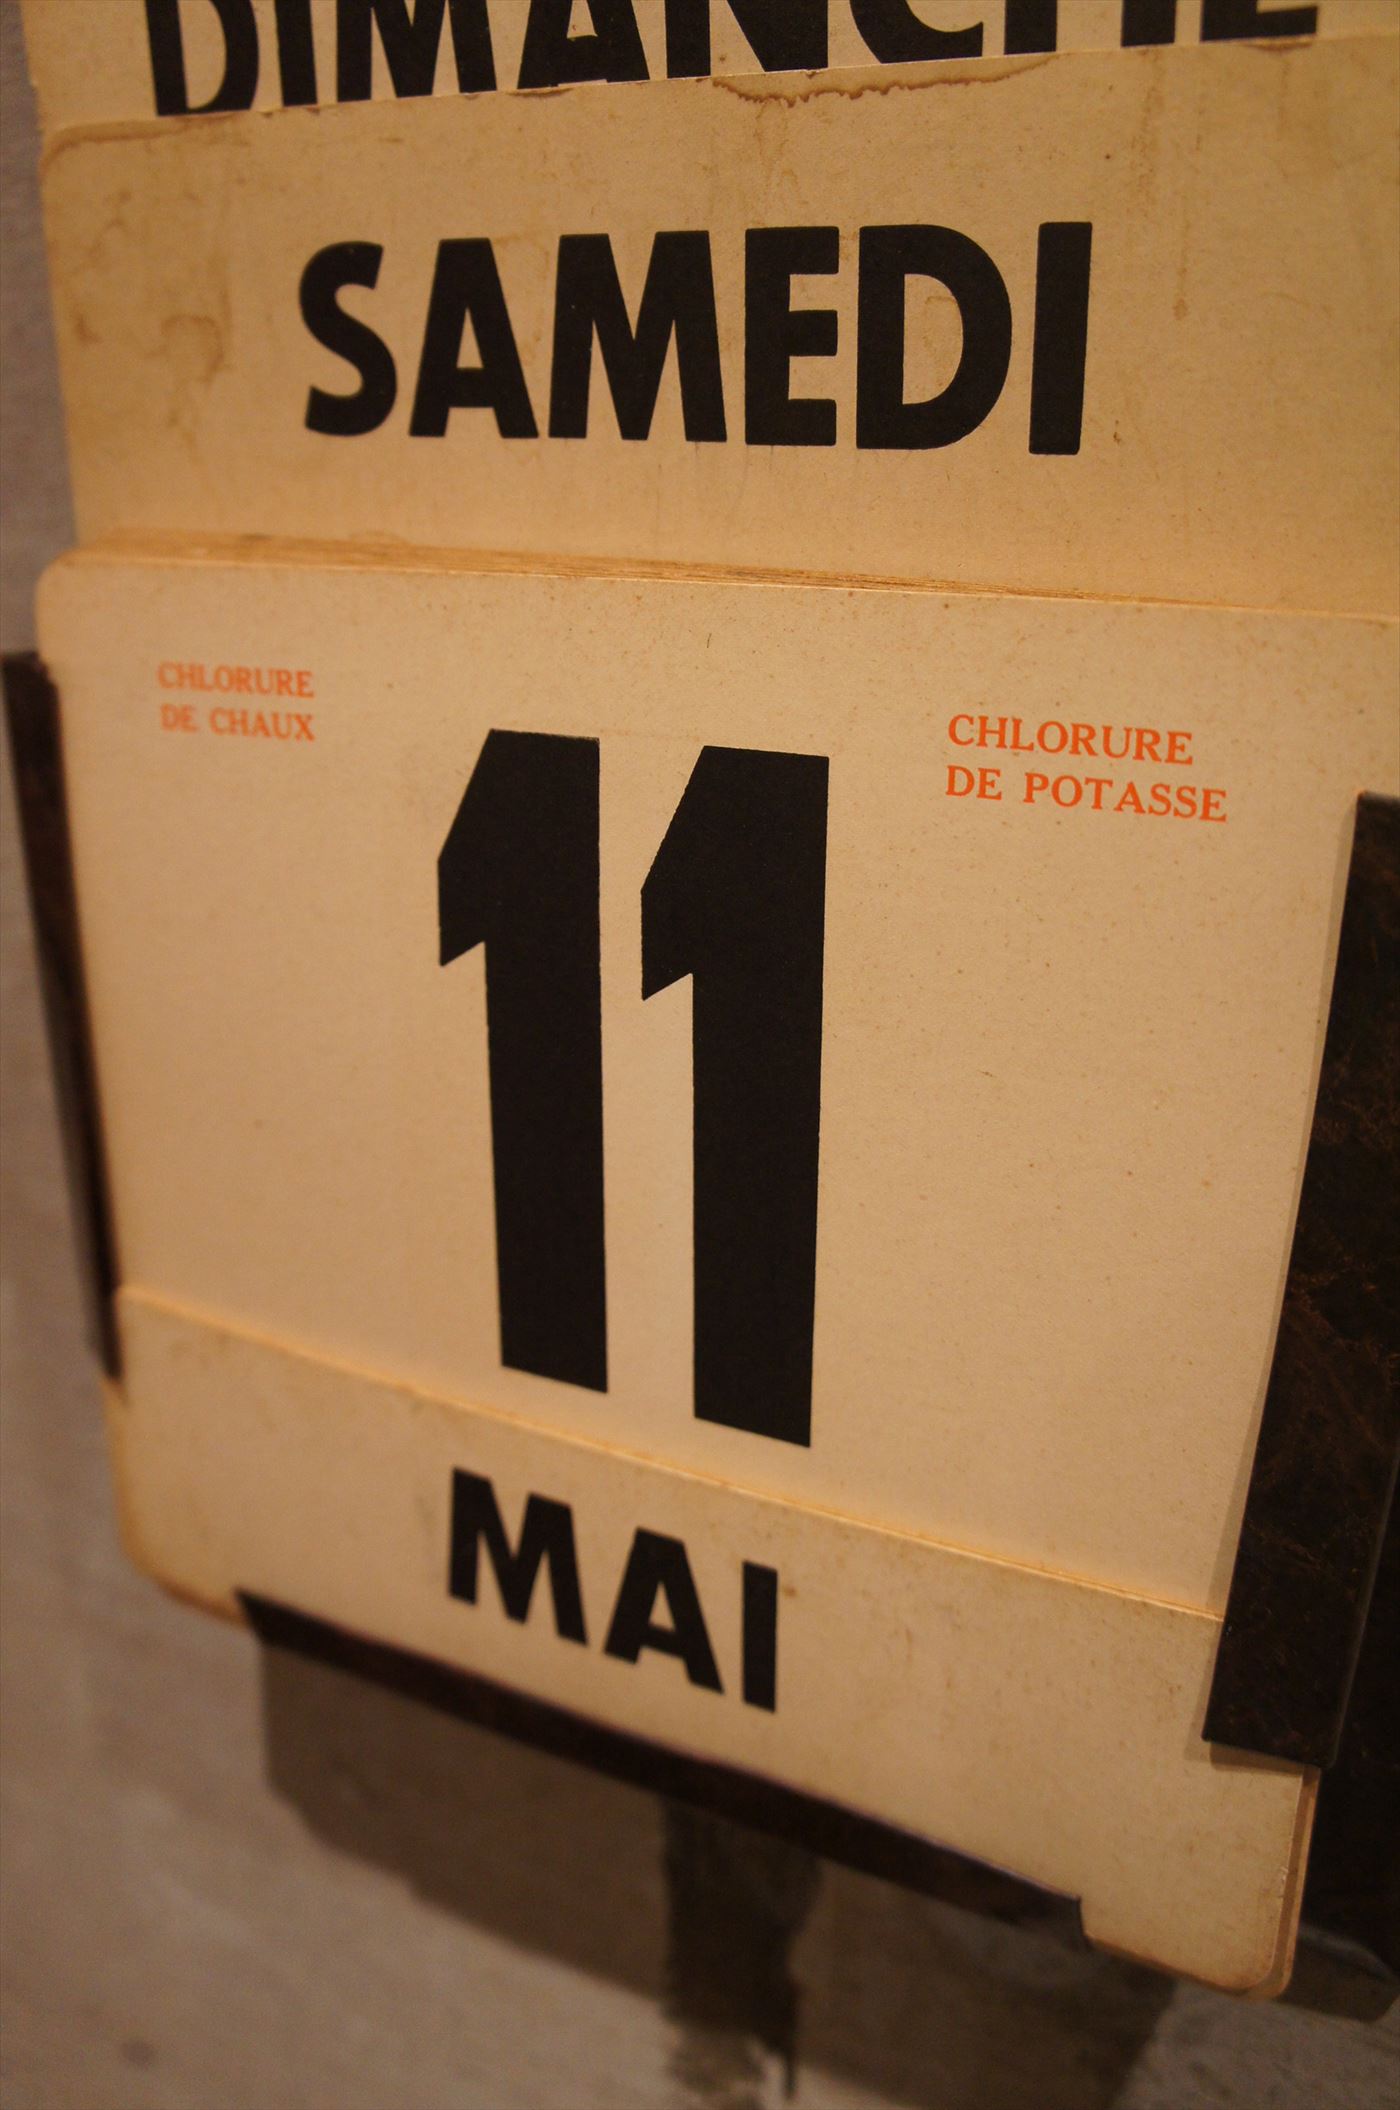 DIMANCHE
SAMEDI
CHLORURE
DE CHAUX
CHLORURE
DE POTASSE
11
MAI